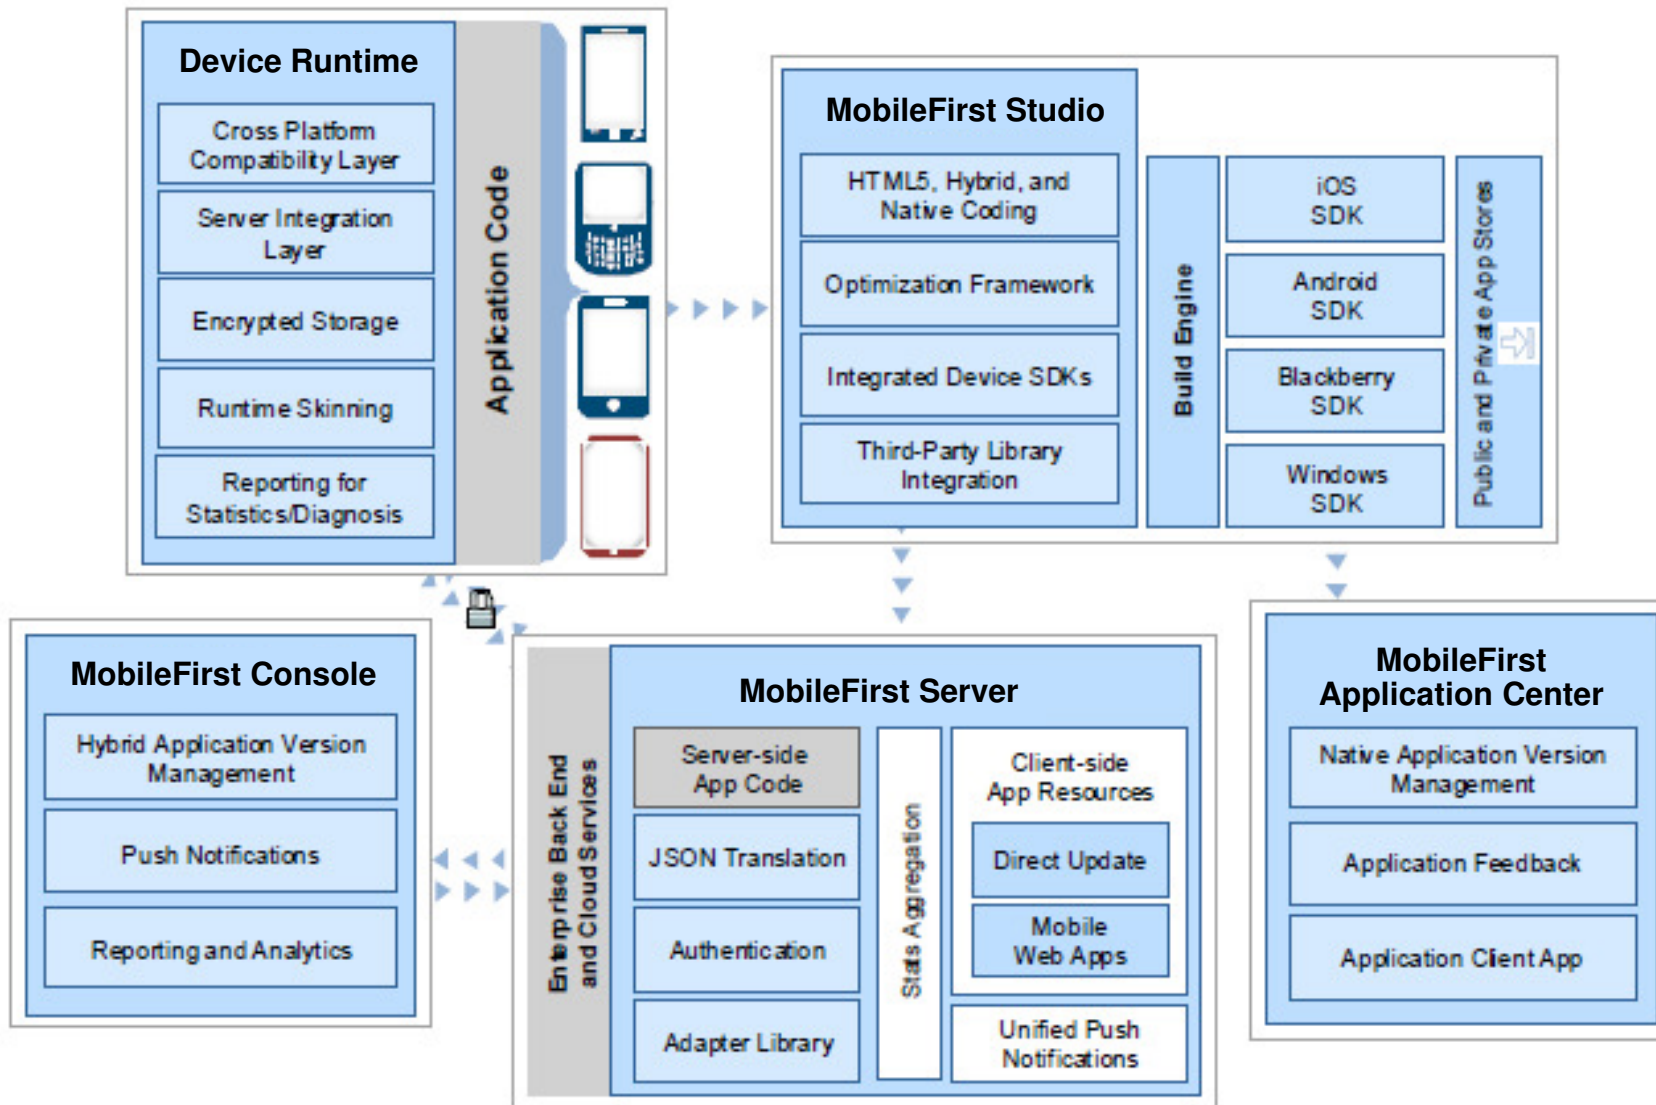 Device Runtime
Cross Platform
Compatibility Layer
Server Integration
Layer
Encrypted Storage
Runtime Skinning
Reporting for
Statistics/Diagnosis
Application Code
MobileFirst Studio
HTML5, Hybrid, and
Native Coding
Optimization Framework
Integrated Device SDKs
Third-Party Library
Integration
Build Engine
iOS
SDK
Android
SDK
Blackberry
SDK
Windows
SDK
Public and Private App Stores
MobileFirst Console
Hybrid Application Version
Management
Push Notifications
Reporting and Analytics
Enterprise Back End
and Cloud Services
MobileFirst Server
Server-side
App Code
JSON Translation
Authentication
Adapter Library
Stats Aggregation
Client-side
App Resources
Direct Update
Mobile
Web Apps
Unified Push
Notifications
MobileFirst
Application Center
Native Application Version
Management
Application Feedback
Application Client App